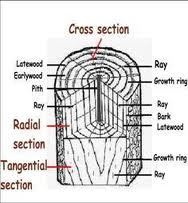 Cross section
Latewood
Earlywood
Pith
Ray
Radial
section
Tangential
section
Ray
Growth ring
Ray
Bark
Latewood
Growth ring
Ray